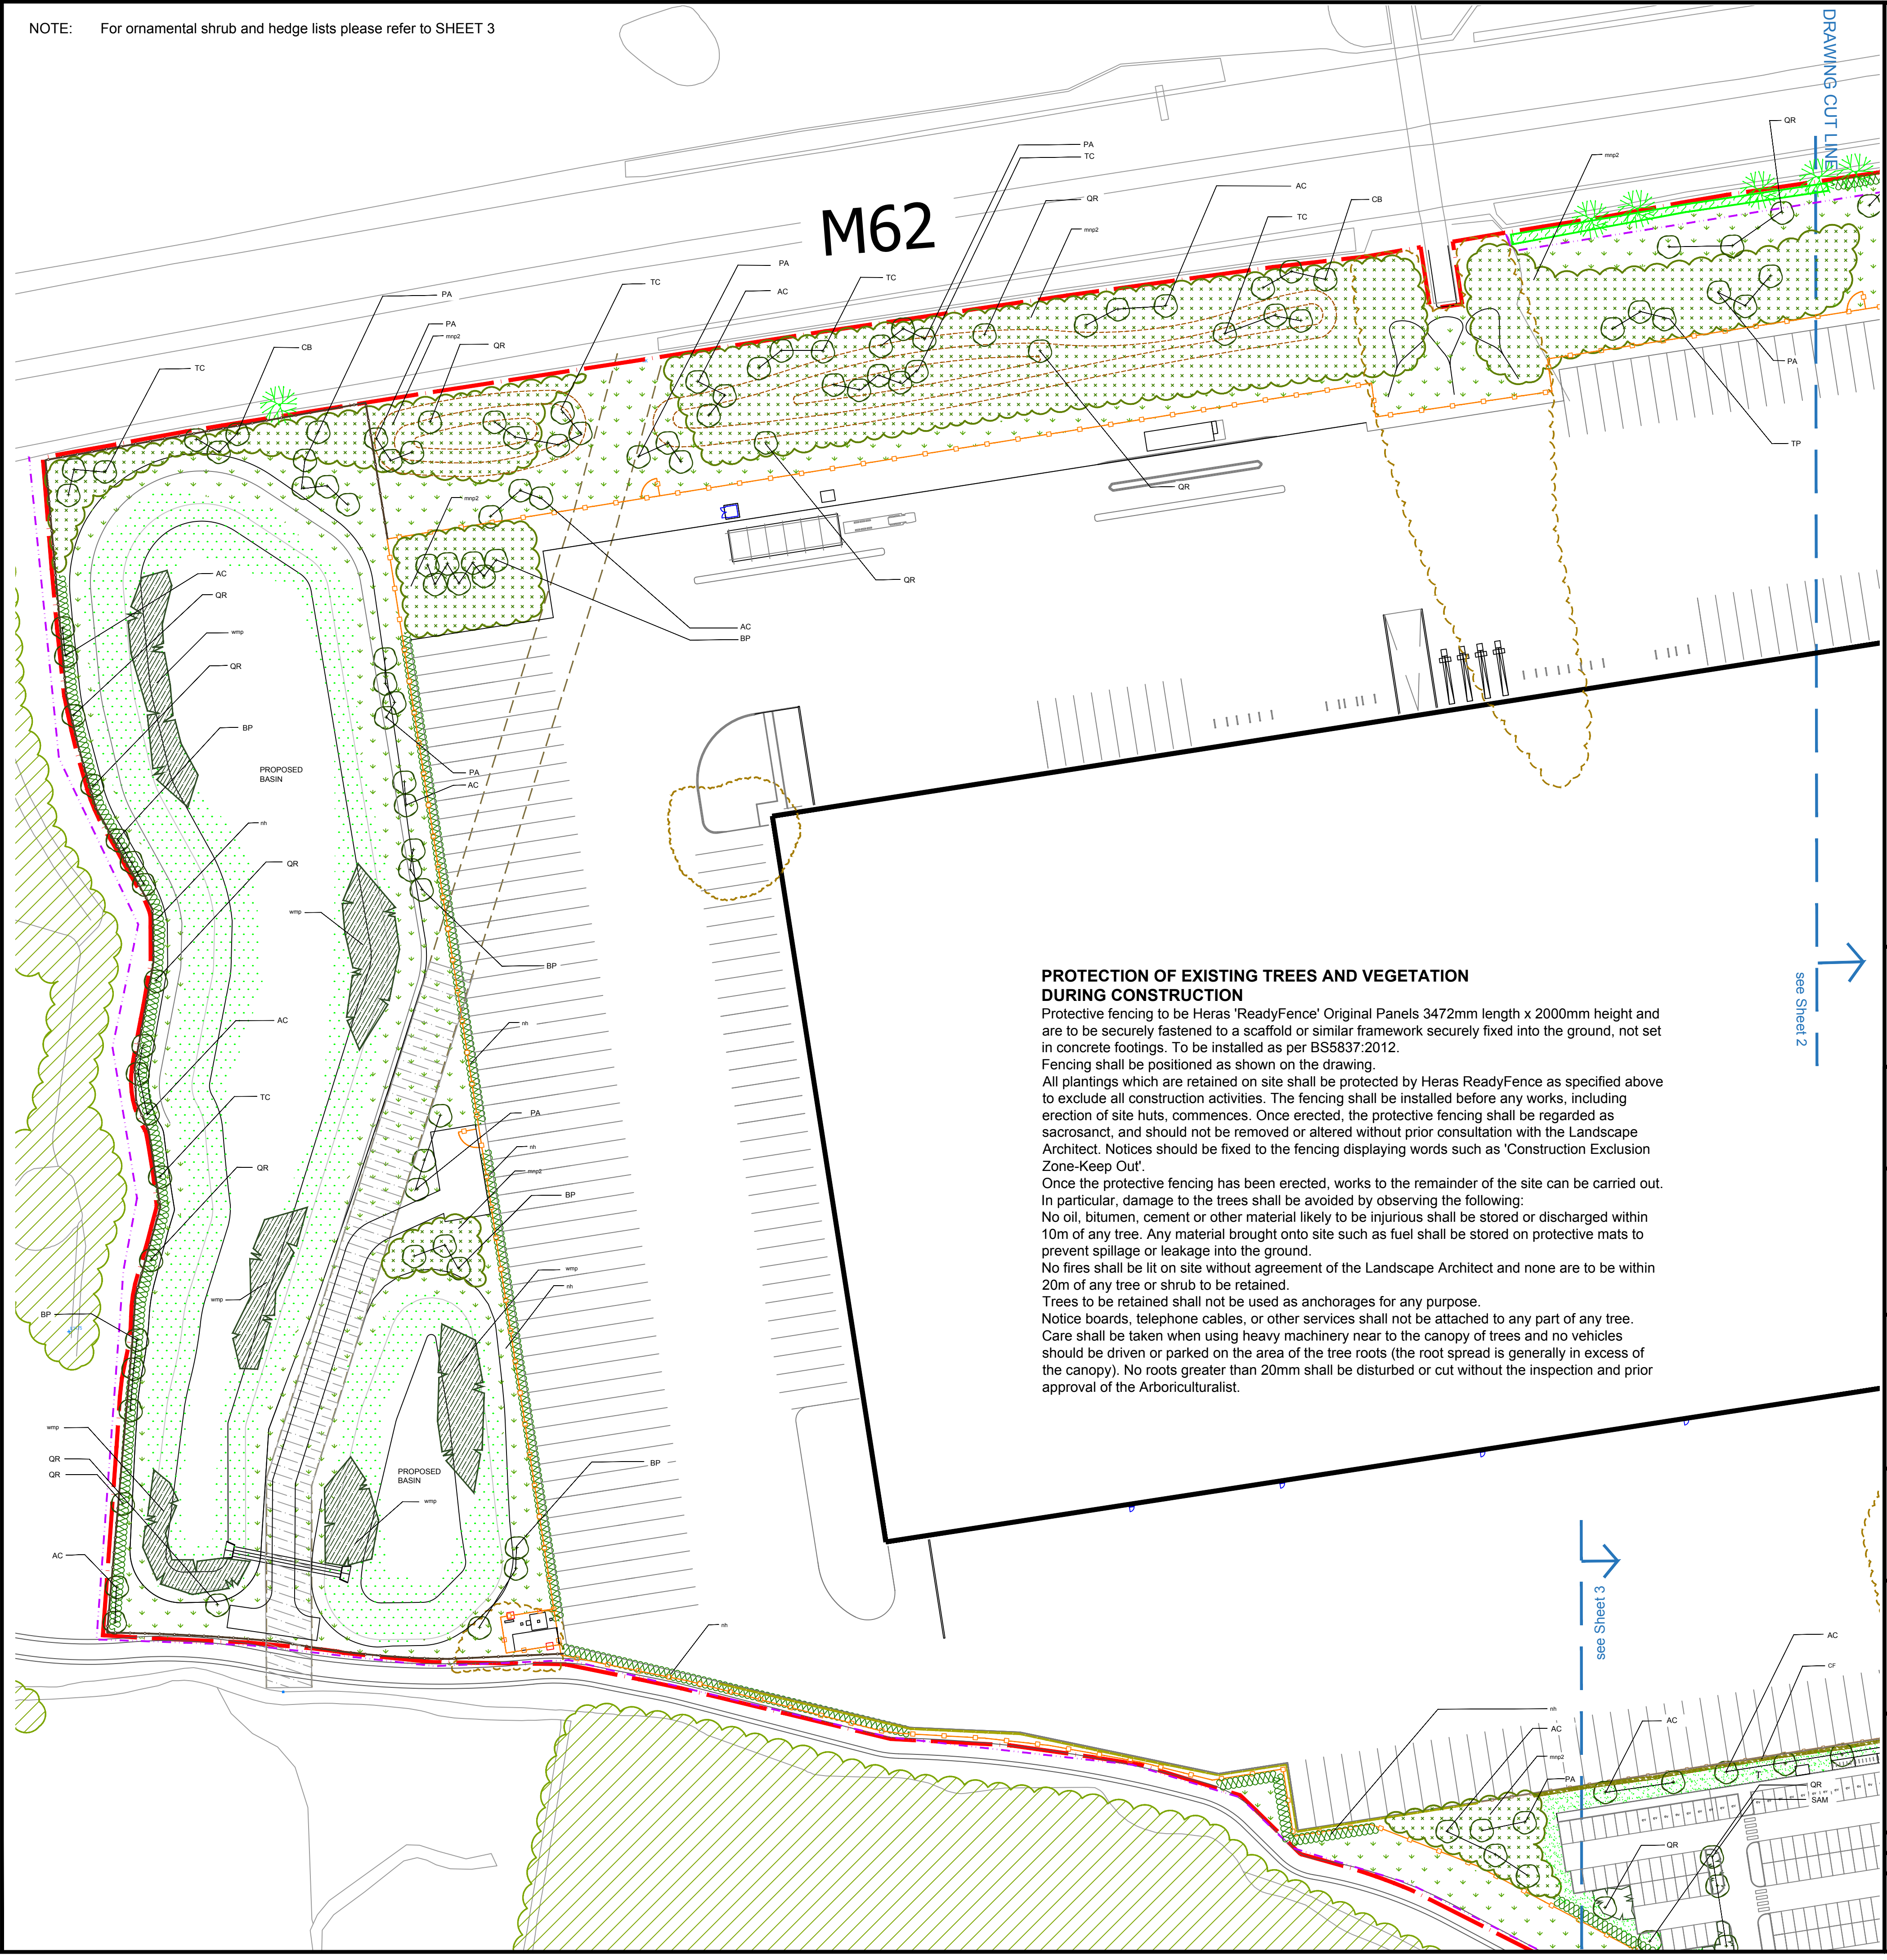 NOTE: For ornamental shrub and hedge lists please refer to SHEET 3
DRAWING CUT LINE
QR
mnp2
PA
TC
AC
QR
CB
TC
mnp2
M62
PA
TC
AC
TC
PA
PA
mnp2
QR
CB
TC
PA
TP
QR
mnp2
QR
AC
BP
AC
QR
wmp
QR
BP
PROPOSED
BASIN
PA
AC
nh
QR
wmp
BP
see Sheet 2
AC
nh
TC
PA
nh
QR
mnp2
BP
wmp
nh
wmp
BP
PROTECTION OF EXISTING TREES AND VEGETATION
DURING CONSTRUCTION
Protective fencing to be Heras 'ReadyFence' Original Panels 3472mm length x 2000mm height and
are to be securely fastened to a scaffold or similar framework securely fixed into the ground, not set
in concrete footings. To be installed as per BS5837:2012.
Fencing shall be positioned as shown on the drawing.
All plantings which are retained on site shall be protected by Heras ReadyFence as specified above
to exclude all construction activities. The fencing shall be installed before any works, including
erection of site huts, commences. Once erected, the protective fencing shall be regarded as
sacrosanct, and should not be removed or altered without prior consultation with the Landscape
Architect. Notices should be fixed to the fencing displaying words such as 'Construction Exclusion
Zone-Keep Out'.
Once the protective fencing has been erected, works to the remainder of the site can be carried out.
In particular, damage to the trees shall be avoided by observing the following:
No oil, bitumen, cement or other material likely to be injurious shall be stored or discharged within
10m of any tree. Any material brought onto site such as fuel shall be stored on protective mats to
prevent spillage or leakage into the ground.
No fires shall be lit on site without agreement of the Landscape Architect and none are to be within
20m of any tree or shrub to be retained.
Trees to be retained shall not be used as anchorages for any purpose.
Notice boards, telephone cables, or other services shall not be attached to any part of any tree.
Care shall be taken when using heavy machinery near to the canopy of trees and no vehicles
should be driven or parked on the area of the tree roots (the root spread is generally in excess of
the canopy). No roots greater than 20mm shall be disturbed or cut without the inspection and prior
approval of the Arboriculturalist.
wmp
QR
QR
BP
PROPOSED
BASIN
wmp
AC
nh
see Sheet 3
AC
CF
nh
AC
AC
mnp2
PA
T
QR
SAM
QR